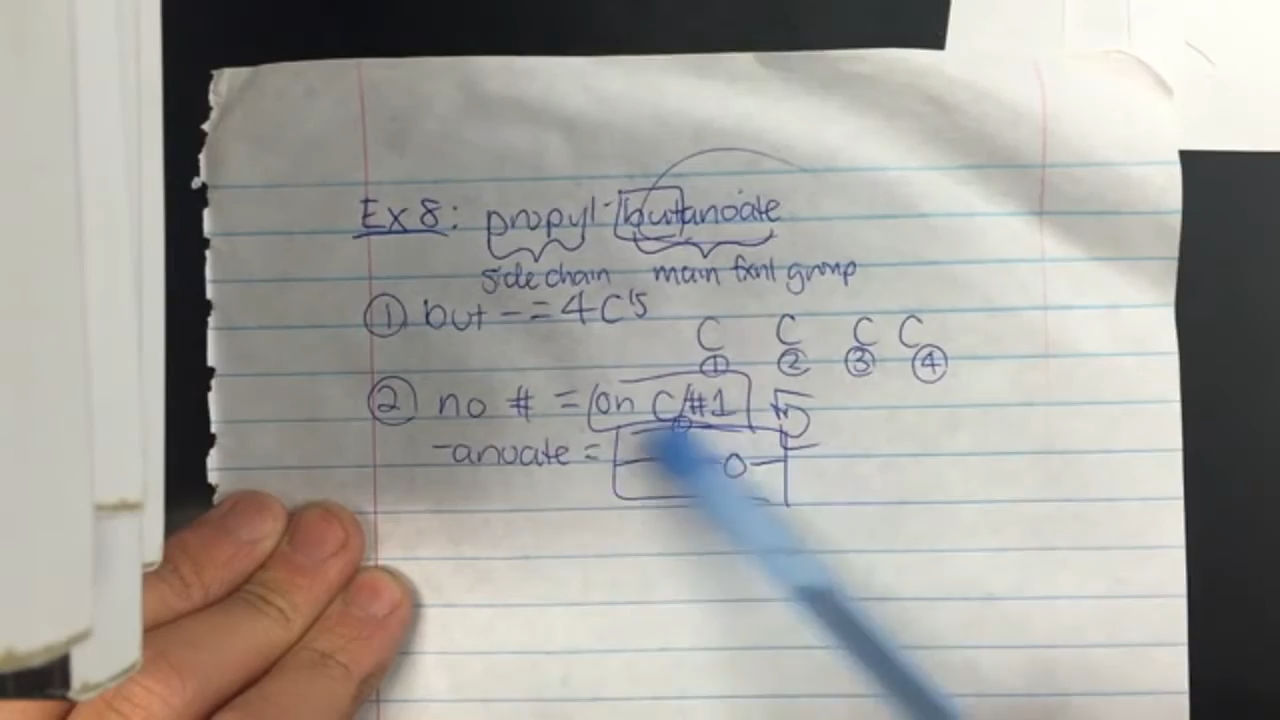 Ex 8: propyl-butanoate
side chain main fxnl group
① but - = 4 C's
C C C C
① ② ③ ④
② no # = on C #1
-anoate = O